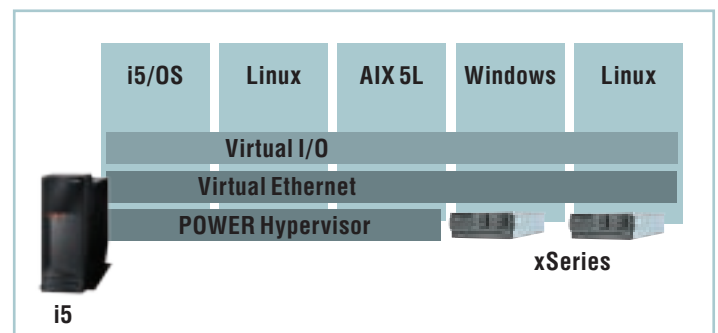 i5/OS Linux AIX 5L Windows Linux
Virtual I/O
Virtual Ethernet
POWER Hypervisor
xSeries
i5